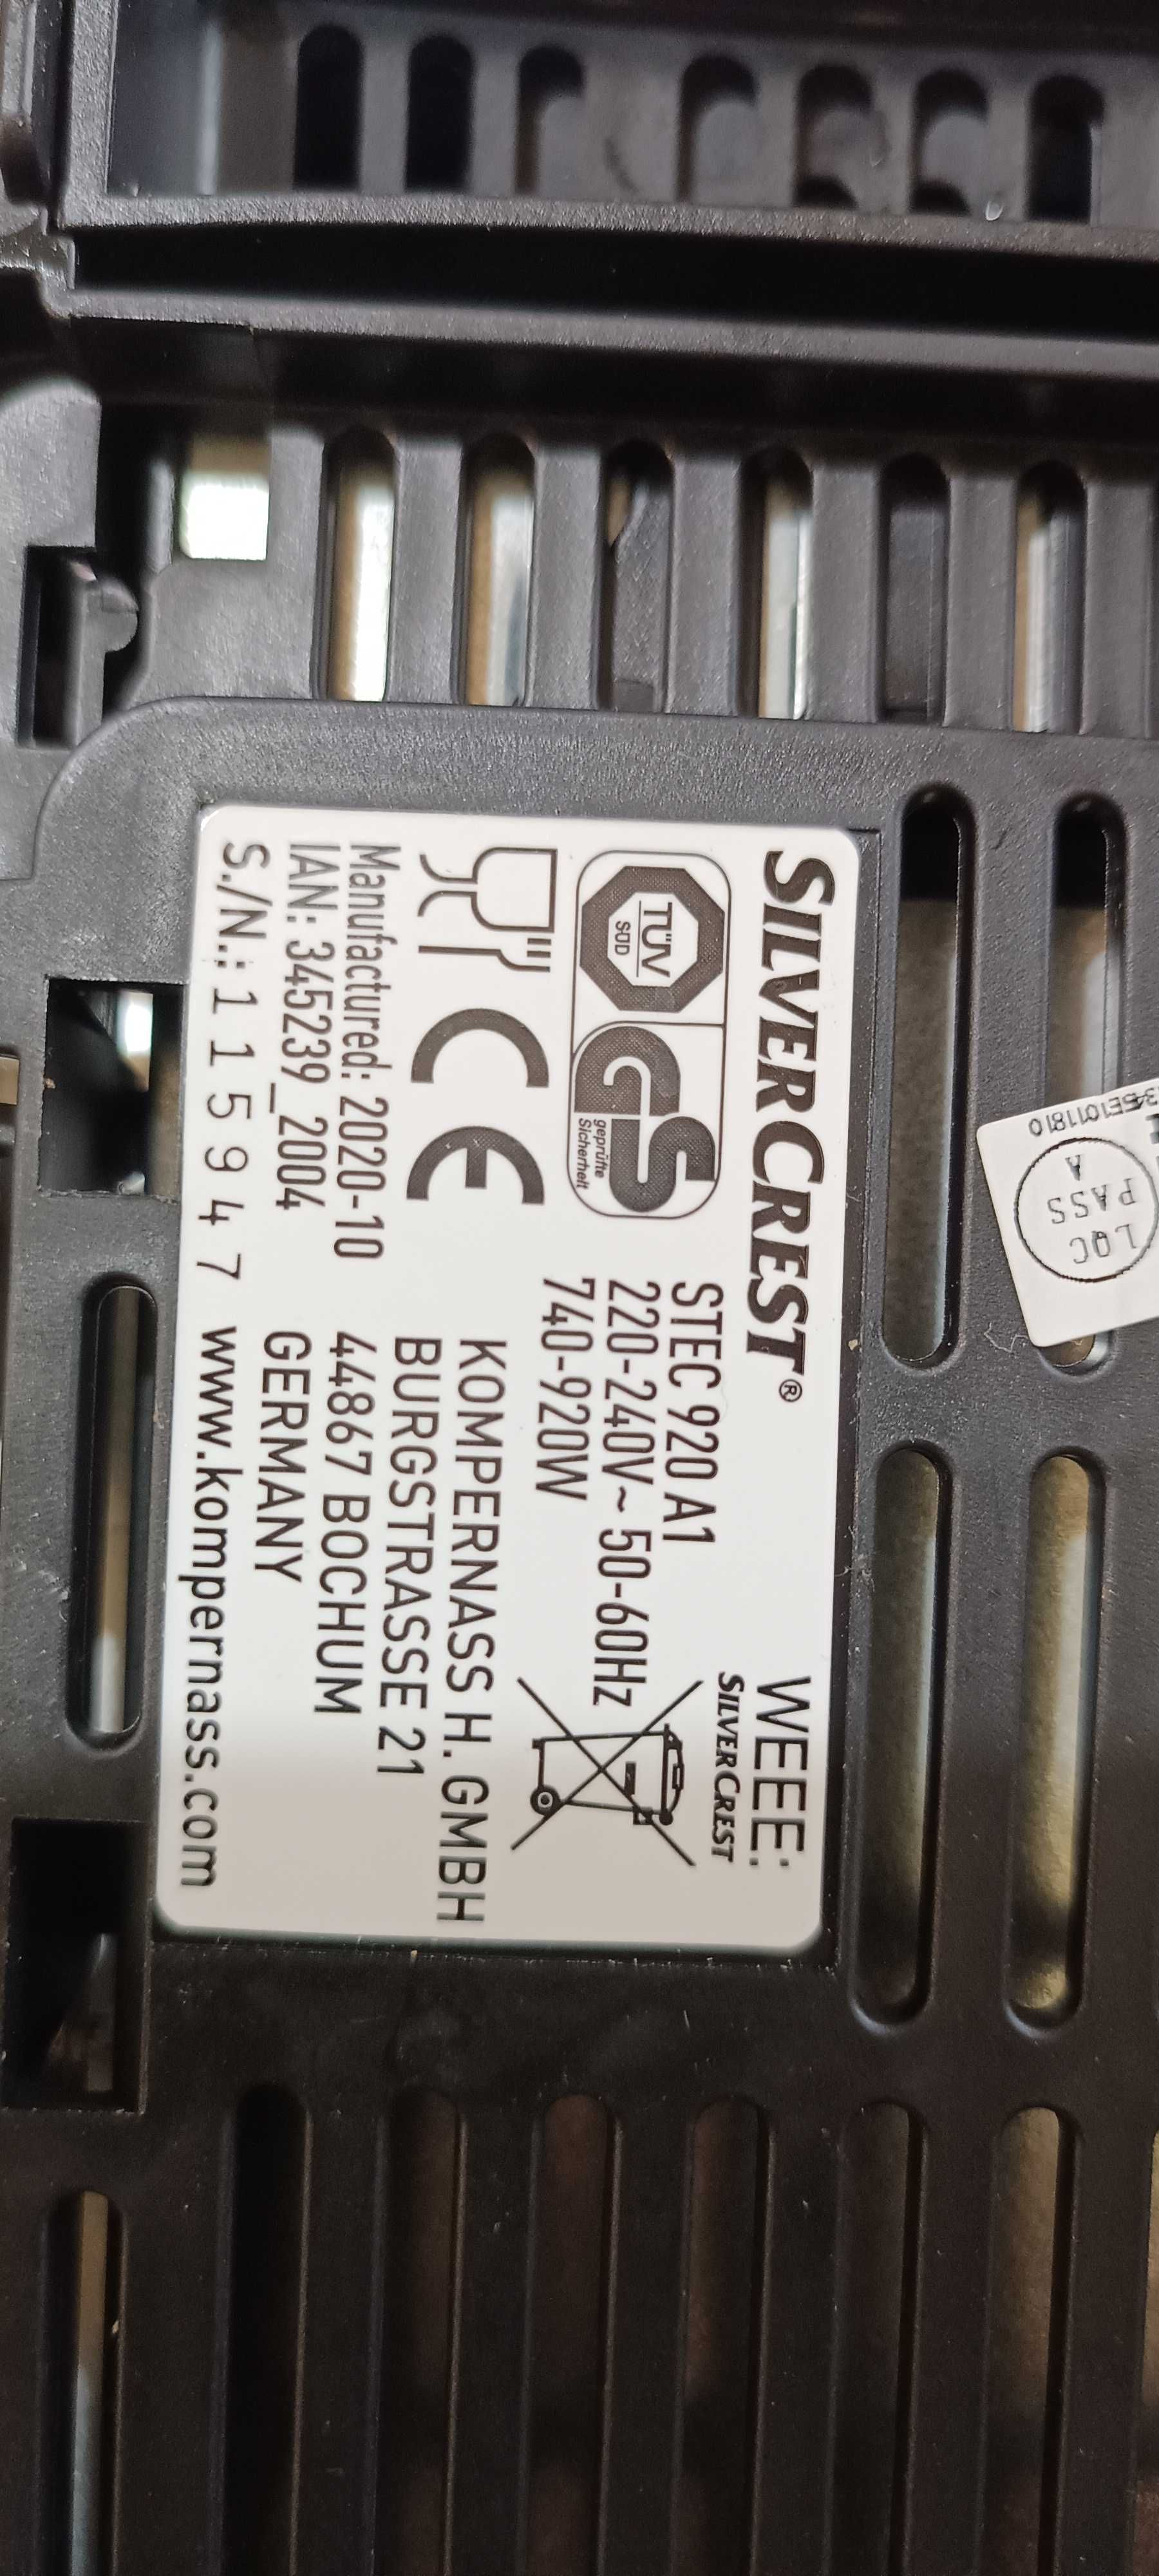 SILVERCREST®
WEEE:
SILVERCREST
TÜV
SÜD
GS
geprüfte
Sicherheit
STEC 920 A1
220-240V~ 50-60Hz
740-920W
CE
KOMPERNASS H. GMBH
BURGSTRASSE 21
44867 BOCHUM
GERMANY
www.kompernass.com
Manufactured: 2020-10
IAN: 345239_2004
S./N.: 1 1 5 9 4 7
LQC
PASS
A